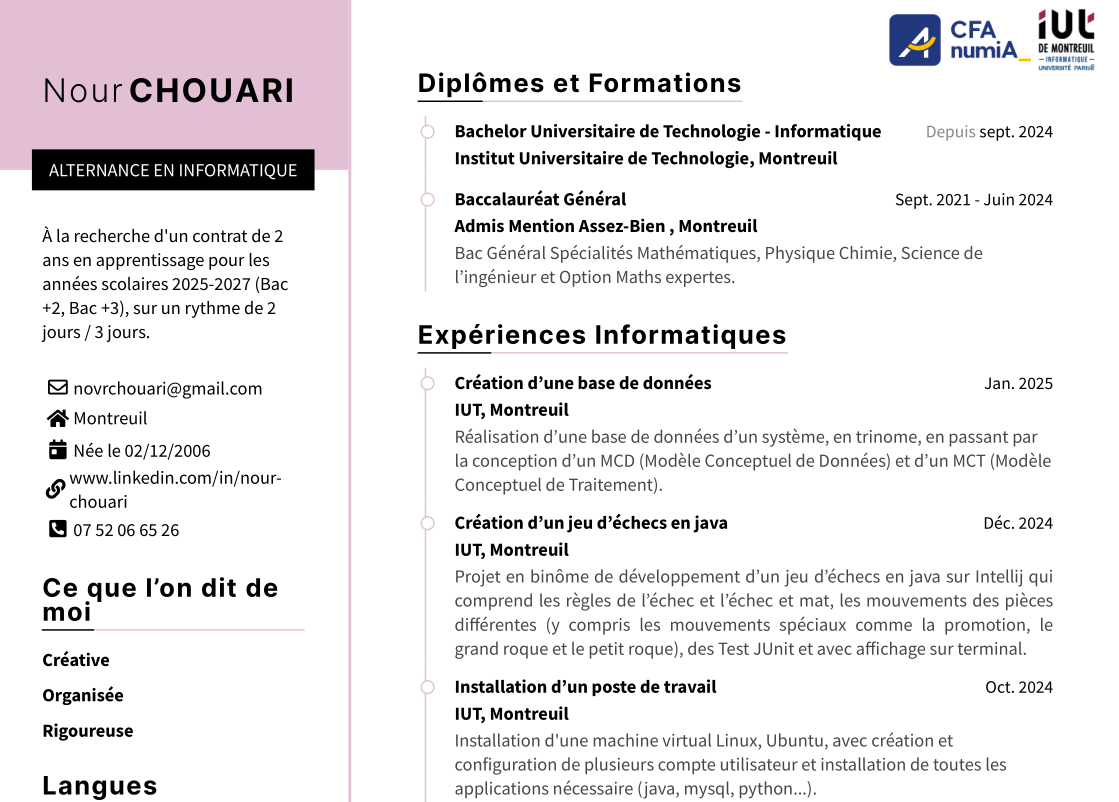 Nour CHOUARI
ALTERNANCE EN INFORMATIQUE
À la recherche d'un contrat de 2
ans en apprentissage pour les
années scolaires 2025-2027 (Bac
+2, Bac +3), sur un rythme de 2
jours / 3 jours.
novrchouari@gmail.com
Montreuil
Née le 02/12/2006
www.linkedin.com/in/nour-
chouari
07 52 06 65 26
Ce que l’on dit de
moi
Créative
Organisée
Rigoureuse
Langues
CFA
numiA_
iUt
DE MONTREUIL
-INFORMATIQUE-
UNIVERSITÉ PARIS8
Diplômes et Formations
Bachelor Universitaire de Technologie - Informatique Depuis sept. 2024
Institut Universitaire de Technologie, Montreuil
Baccalauréat Général Sept. 2021 - Juin 2024
Admis Mention Assez-Bien , Montreuil
Bac Général Spécialités Mathématiques, Physique Chimie, Science de
l’ingénieur et Option Maths expertes.
Expériences Informatiques
Création d’une base de données Jan. 2025
IUT, Montreuil
Réalisation d’une base de données d’un système, en trinome, en passant par
la conception d’un MCD (Modèle Conceptuel de Données) et d’un MCT (Modèle
Conceptuel de Traitement).
Création d’un jeu d’échecs en java Déc. 2024
IUT, Montreuil
Projet en binôme de développement d’un jeu d’échecs en java sur Intellij qui
comprend les règles de l’échec et l’échec et mat, les mouvements des pièces
différentes (y compris les mouvements spéciaux comme la promotion, le
grand roque et le petit roque), des Test JUnit et avec affichage sur terminal.
Installation d’un poste de travail Oct. 2024
IUT, Montreuil
Installation d'une machine virtual Linux, Ubuntu, avec création et
configuration de plusieurs compte utilisateur et installation de toutes les
applications nécessaire (java, mysql, python...).